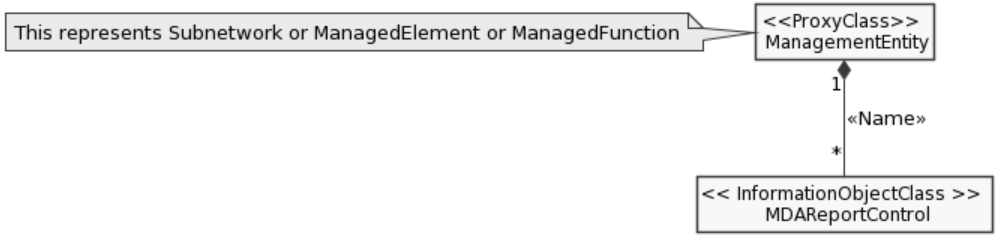 This represents Subnetwork or ManagedElement or ManagedFunction
<<ProxyClass>>
ManagementEntity
1
«Name»
*
<< InformationObjectClass >>
MDAReportControl